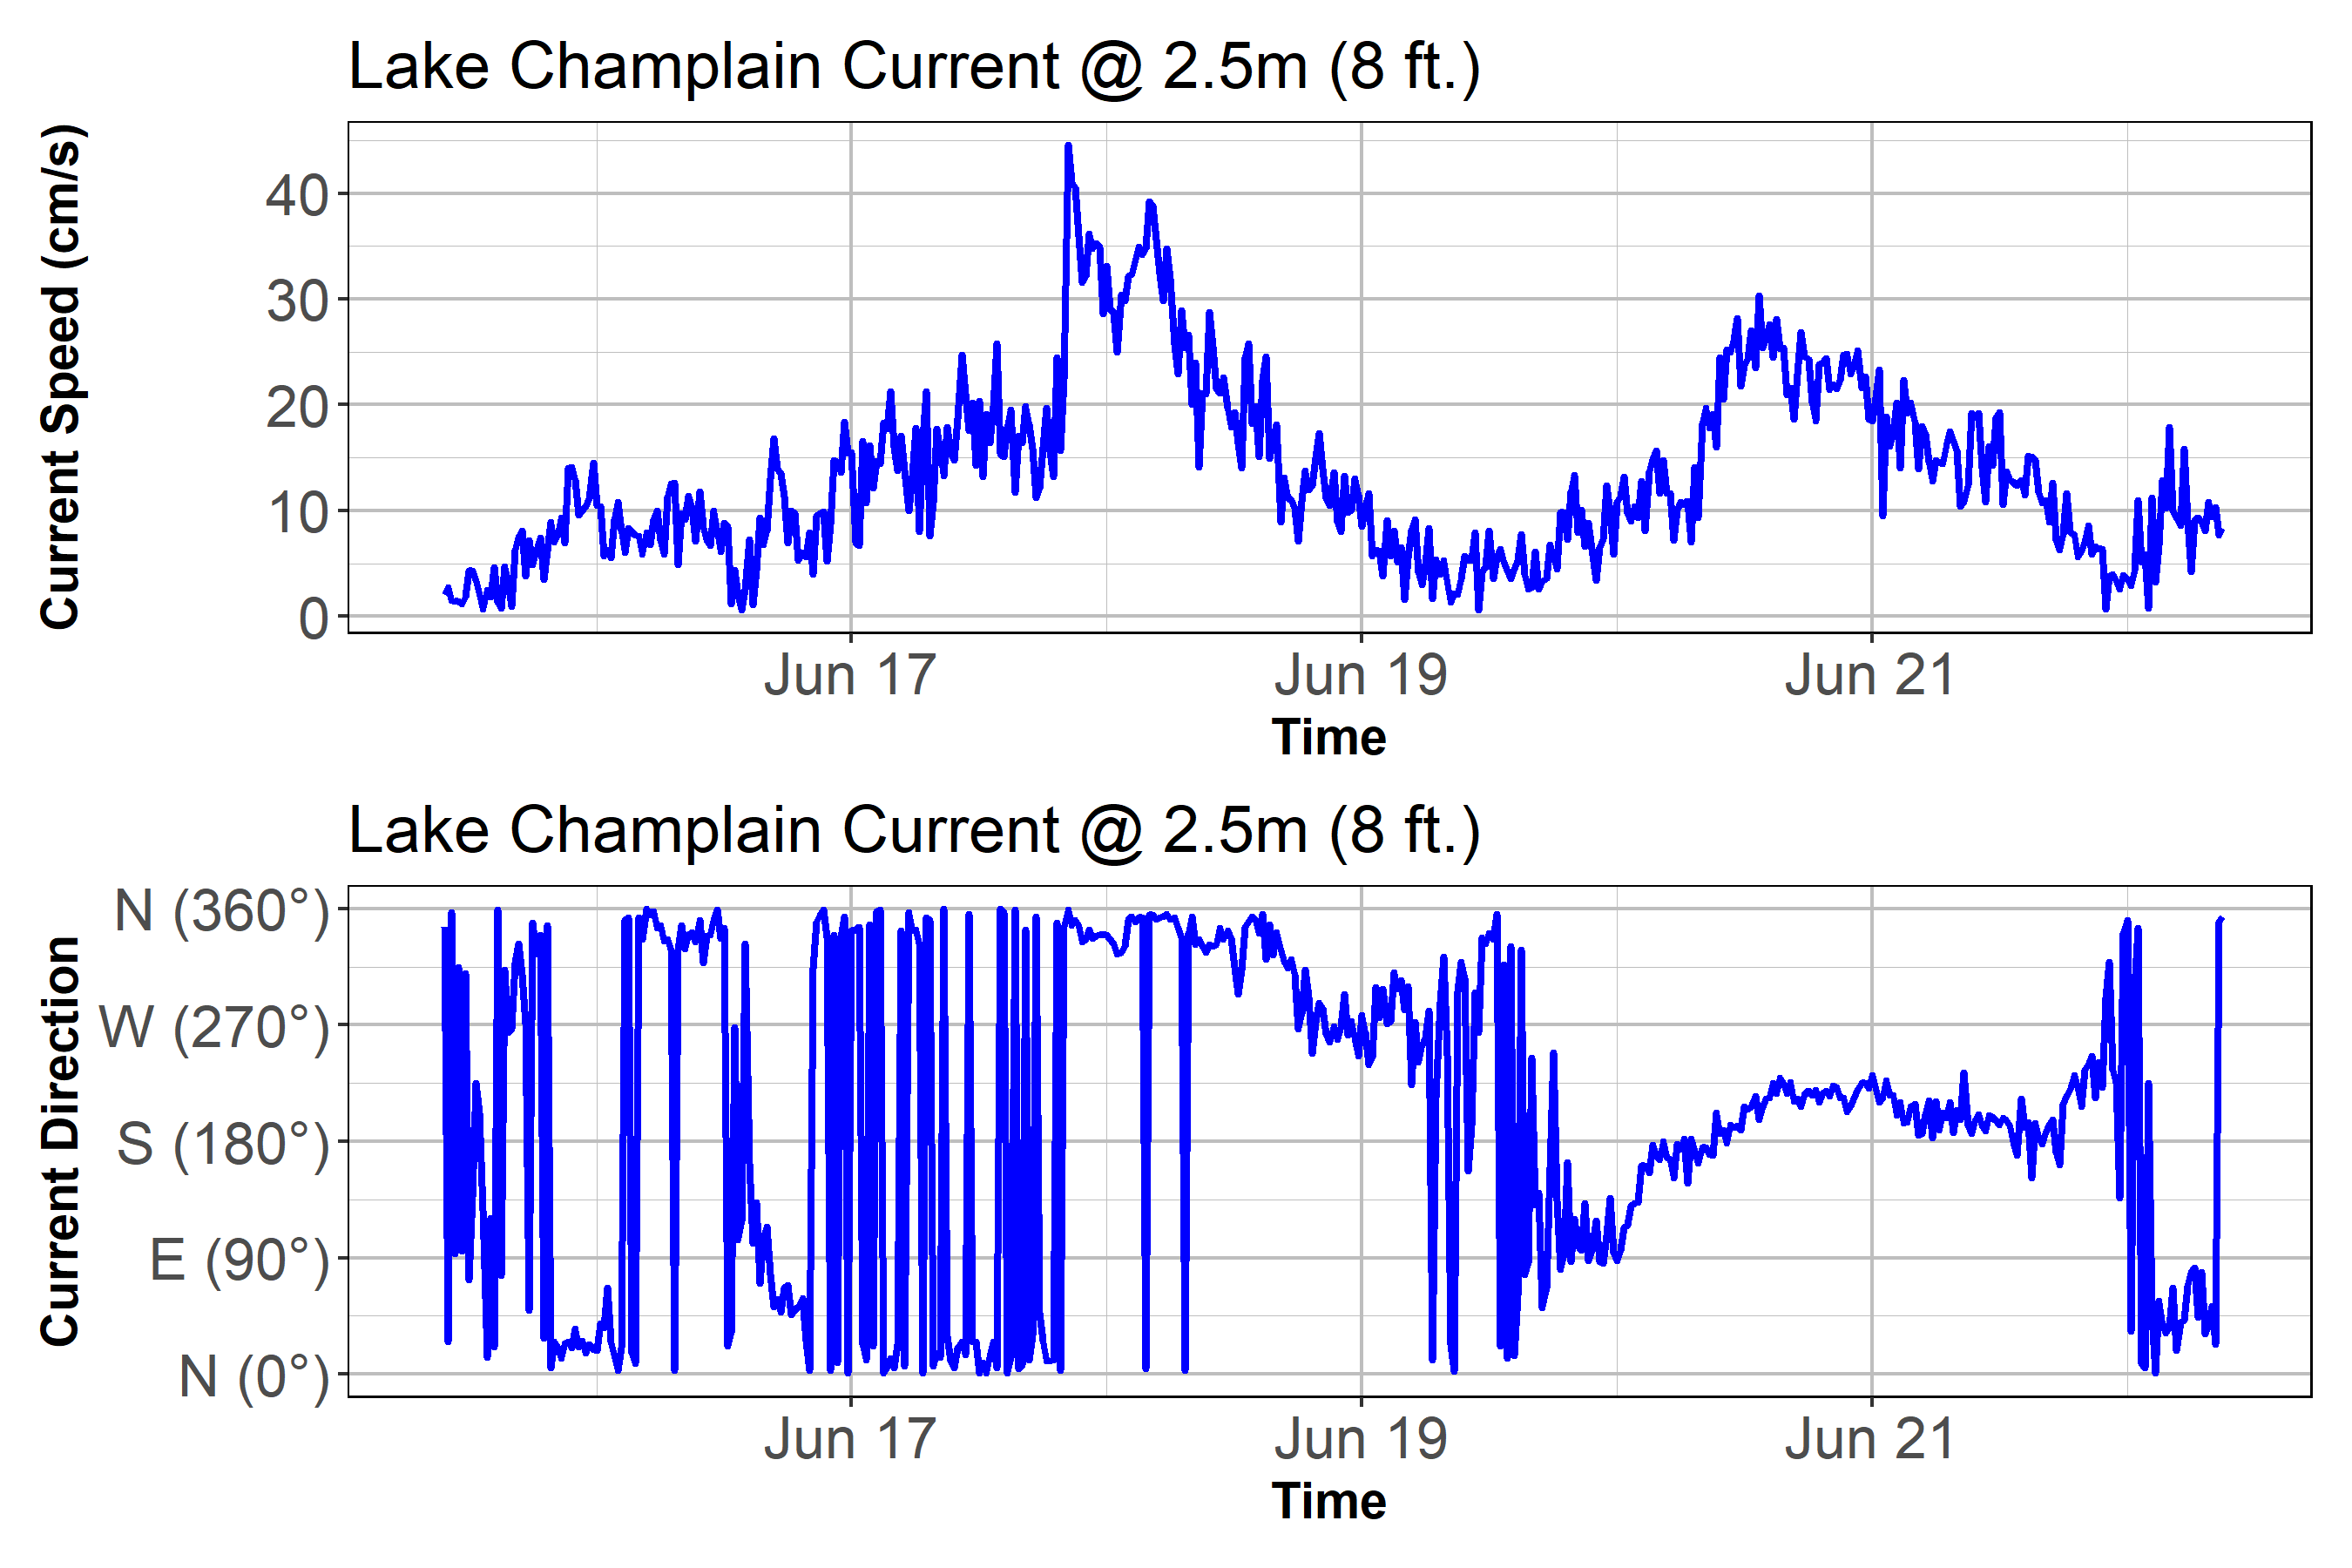 Lake Champlain Current @ 2.5m (8 ft.)
Current Speed (cm/s)
40
30
20
10
0
Jun 17
Jun 19
Jun 21
Time
Lake Champlain Current @ 2.5m (8 ft.)
Current Direction
N (360°)
W (270°)
S (180°)
E (90°)
N (0°)
Jun 17
Jun 19
Jun 21
Time